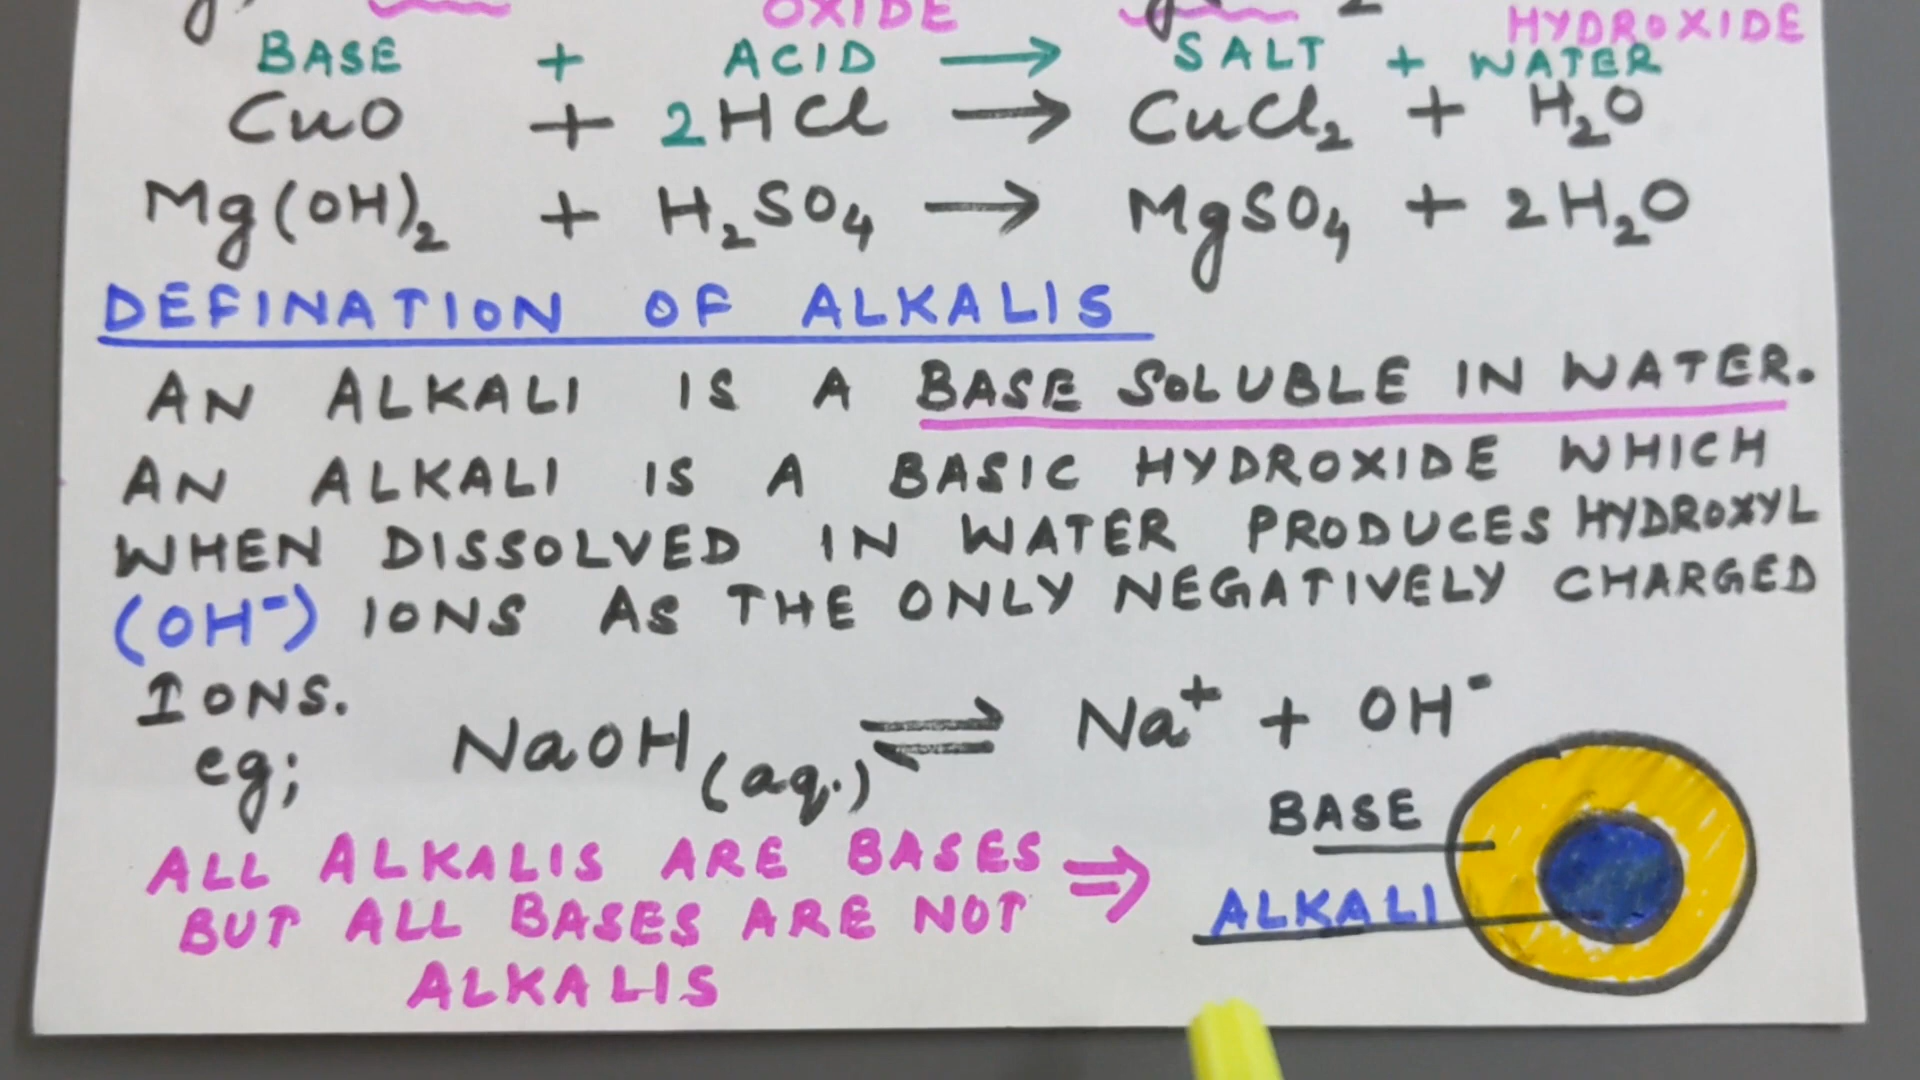 OXIDE HYDROXIDE
BASE + ACID → SALT + WATER
CuO + 2HCl → CuCl₂ + H₂O
Mg(OH)₂ + H₂SO₄ → MgSO₄ + 2H₂O
DEFINATION OF ALKALIS
AN ALKALI IS A BASE SOLUBLE IN WATER.
AN ALKALI IS A BASIC HYDROXIDE WHICH
WHEN DISSOLVED IN WATER PRODUCES HYDROXYL
(OH⁻) IONS AS THE ONLY NEGATIVELY CHARGED
IONS.
eg; NaOH(aq.) ⇌ Na⁺ + OH⁻
ALL ALKALIS ARE BASES ⇒
BUT ALL BASES ARE NOT
ALKALIS
BASE
ALKALI